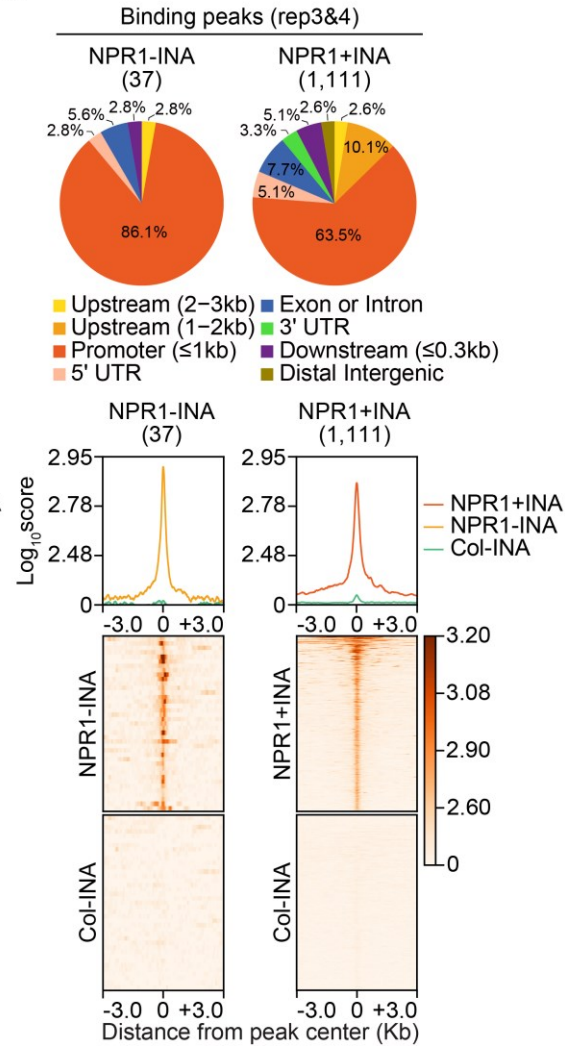 Binding peaks (rep3&4)
NPR1-INA
(37)
NPR1+INA
(1,111)
2.8%
5.6%
2.8%
2.8%
86.1%
3.3%
5.1%
2.6%
2.6%
10.1%
7.7%
5.1%
63.5%
Upstream (2−3kb)
Exon or Intron
Upstream (1−2kb)
3' UTR
Promoter (≤1kb)
Downstream (≤0.3kb)
5' UTR
Distal Intergenic
NPR1-INA
(37)
NPR1+INA
(1,111)
Log₁₀score
2.95
2.78
2.48
0
-3.0 0 +3.0
2.95
2.78
2.48
0
-3.0 0 +3.0
NPR1+INA
NPR1-INA
Col-INA
NPR1-INA
NPR1+INA
3.20
3.08
2.90
2.60
0
Col-INA
Col-INA
-3.0 0 +3.0
-3.0 0 +3.0
Distance from peak center (Kb)